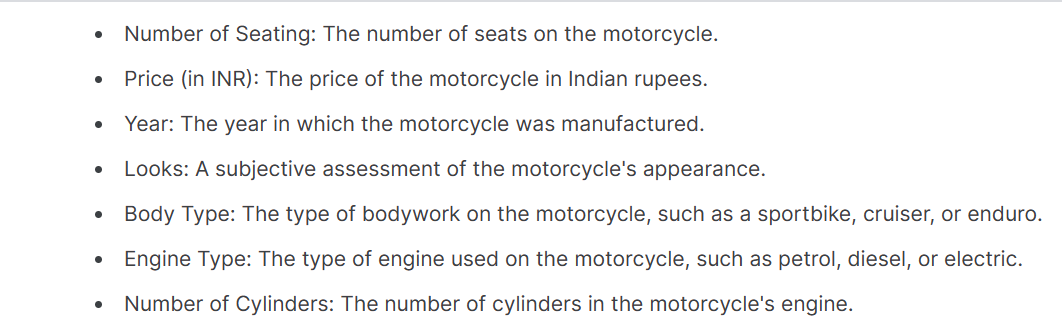 • Number of Seating: The number of seats on the motorcycle.
• Price (in INR): The price of the motorcycle in Indian rupees.
• Year: The year in which the motorcycle was manufactured.
• Looks: A subjective assessment of the motorcycle's appearance.
• Body Type: The type of bodywork on the motorcycle, such as a sportbike, cruiser, or enduro.
• Engine Type: The type of engine used on the motorcycle, such as petrol, diesel, or electric.
• Number of Cylinders: The number of cylinders in the motorcycle's engine.